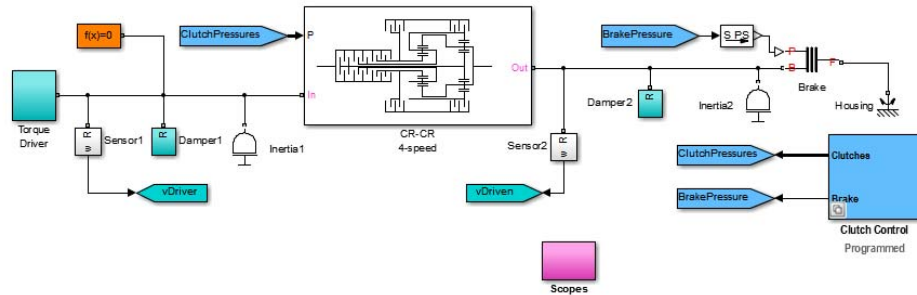 f(x)=0
ClutchPressures
P
BrakePressure
S PS
P
B
F
Brake
Out
In
Torque
Driver
R
w
Sensor1
R
Damper1
Inertia1
CR-CR
4-speed
Sensor2
R
w
Damper2
R
Inertia2
Housing
vDriver
vDriven
ClutchPressures
Clutches
BrakePressure
Brake
Clutch Control
Programmed
Scopes